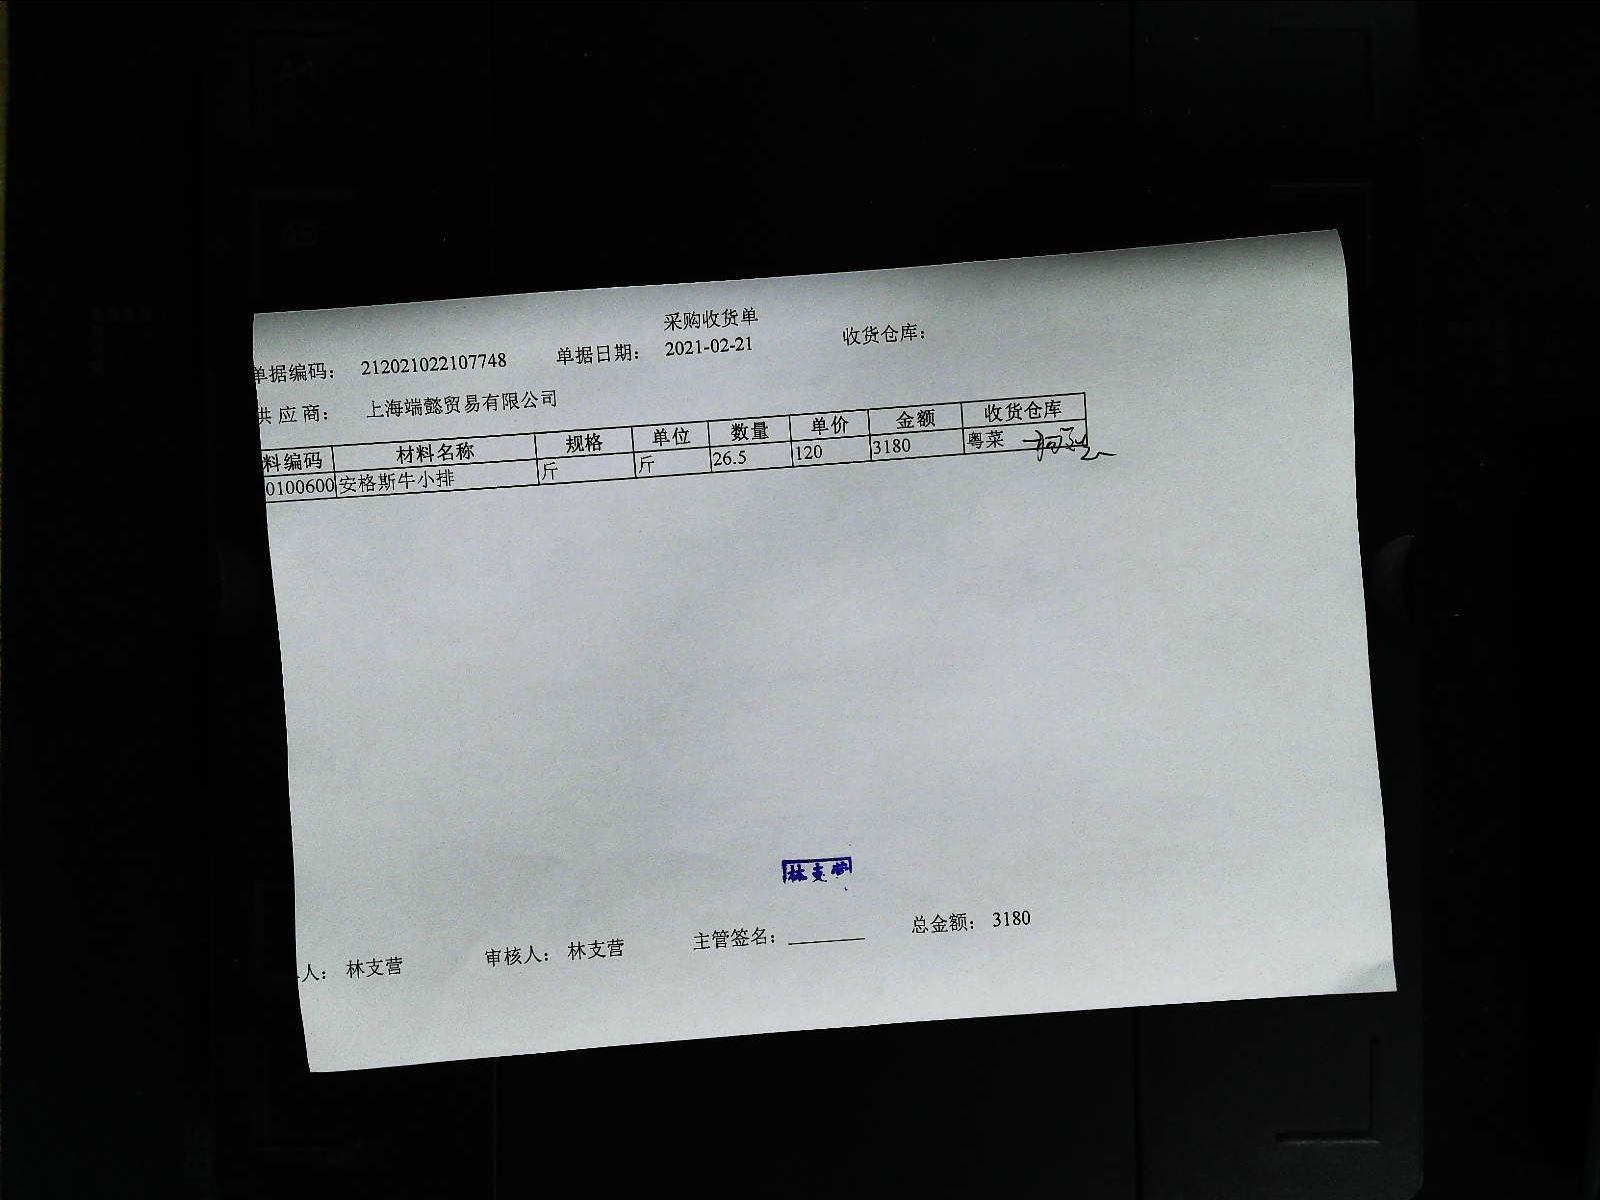 采购收货单
单据编码： 212021022107748 单据日期： 2021-02-21 收货仓库：
供应商： 上海端懿贸易有限公司
料编码 材料名称 规格 单位 数量 单价 金额 收货仓库
0100600 安格斯牛小排 斤 斤 26.5 120 3180 粤菜
林支营
人： 林支营 审核人： 林支营 主管签名： 总金额： 3180